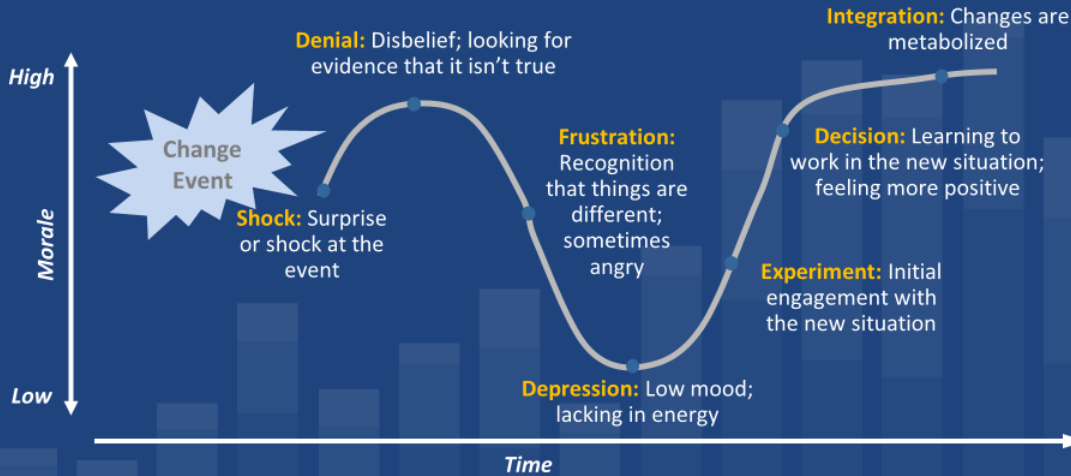 High
Low
Morale
Time
Change
Event
Shock: Surprise
or shock at the
event
Denial: Disbelief; looking for
evidence that it isn’t true
Frustration:
Recognition
that things are
different;
sometimes
angry
Depression: Low mood;
lacking in energy
Experiment: Initial
engagement with
the new situation
Decision: Learning to
work in the new situation;
feeling more positive
Integration: Changes are
metabolized